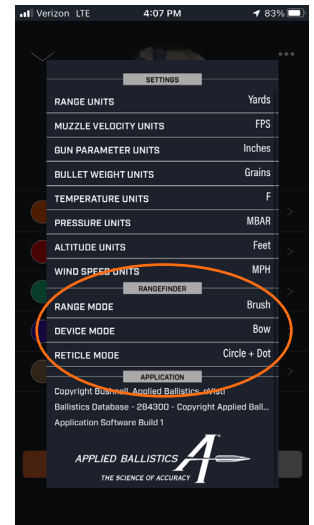 Verizon LTE 4:07 PM 83%
SETTINGS
RANGE UNITS Yards
MUZZLE VELOCITY UNITS FPS
GUN PARAMETER UNITS Inches
BULLET WEIGHT UNITS Grains
TEMPERATURE UNITS F
PRESSURE UNITS MBAR
ALTITUDE UNITS Feet
WIND SPEED UNITS MPH
RANGEFINDER
RANGE MODE Brush
DEVICE MODE Bow
RETICLE MODE Circle + Dot
APPLICATION
Copyright Bushnell, Applied Ballistics, nVisti
Ballistics Database - 284300 - Copyright Applied Ball...
Application Software Build 1
APPLIED BALLISTICS
THE SCIENCE OF ACCURACY